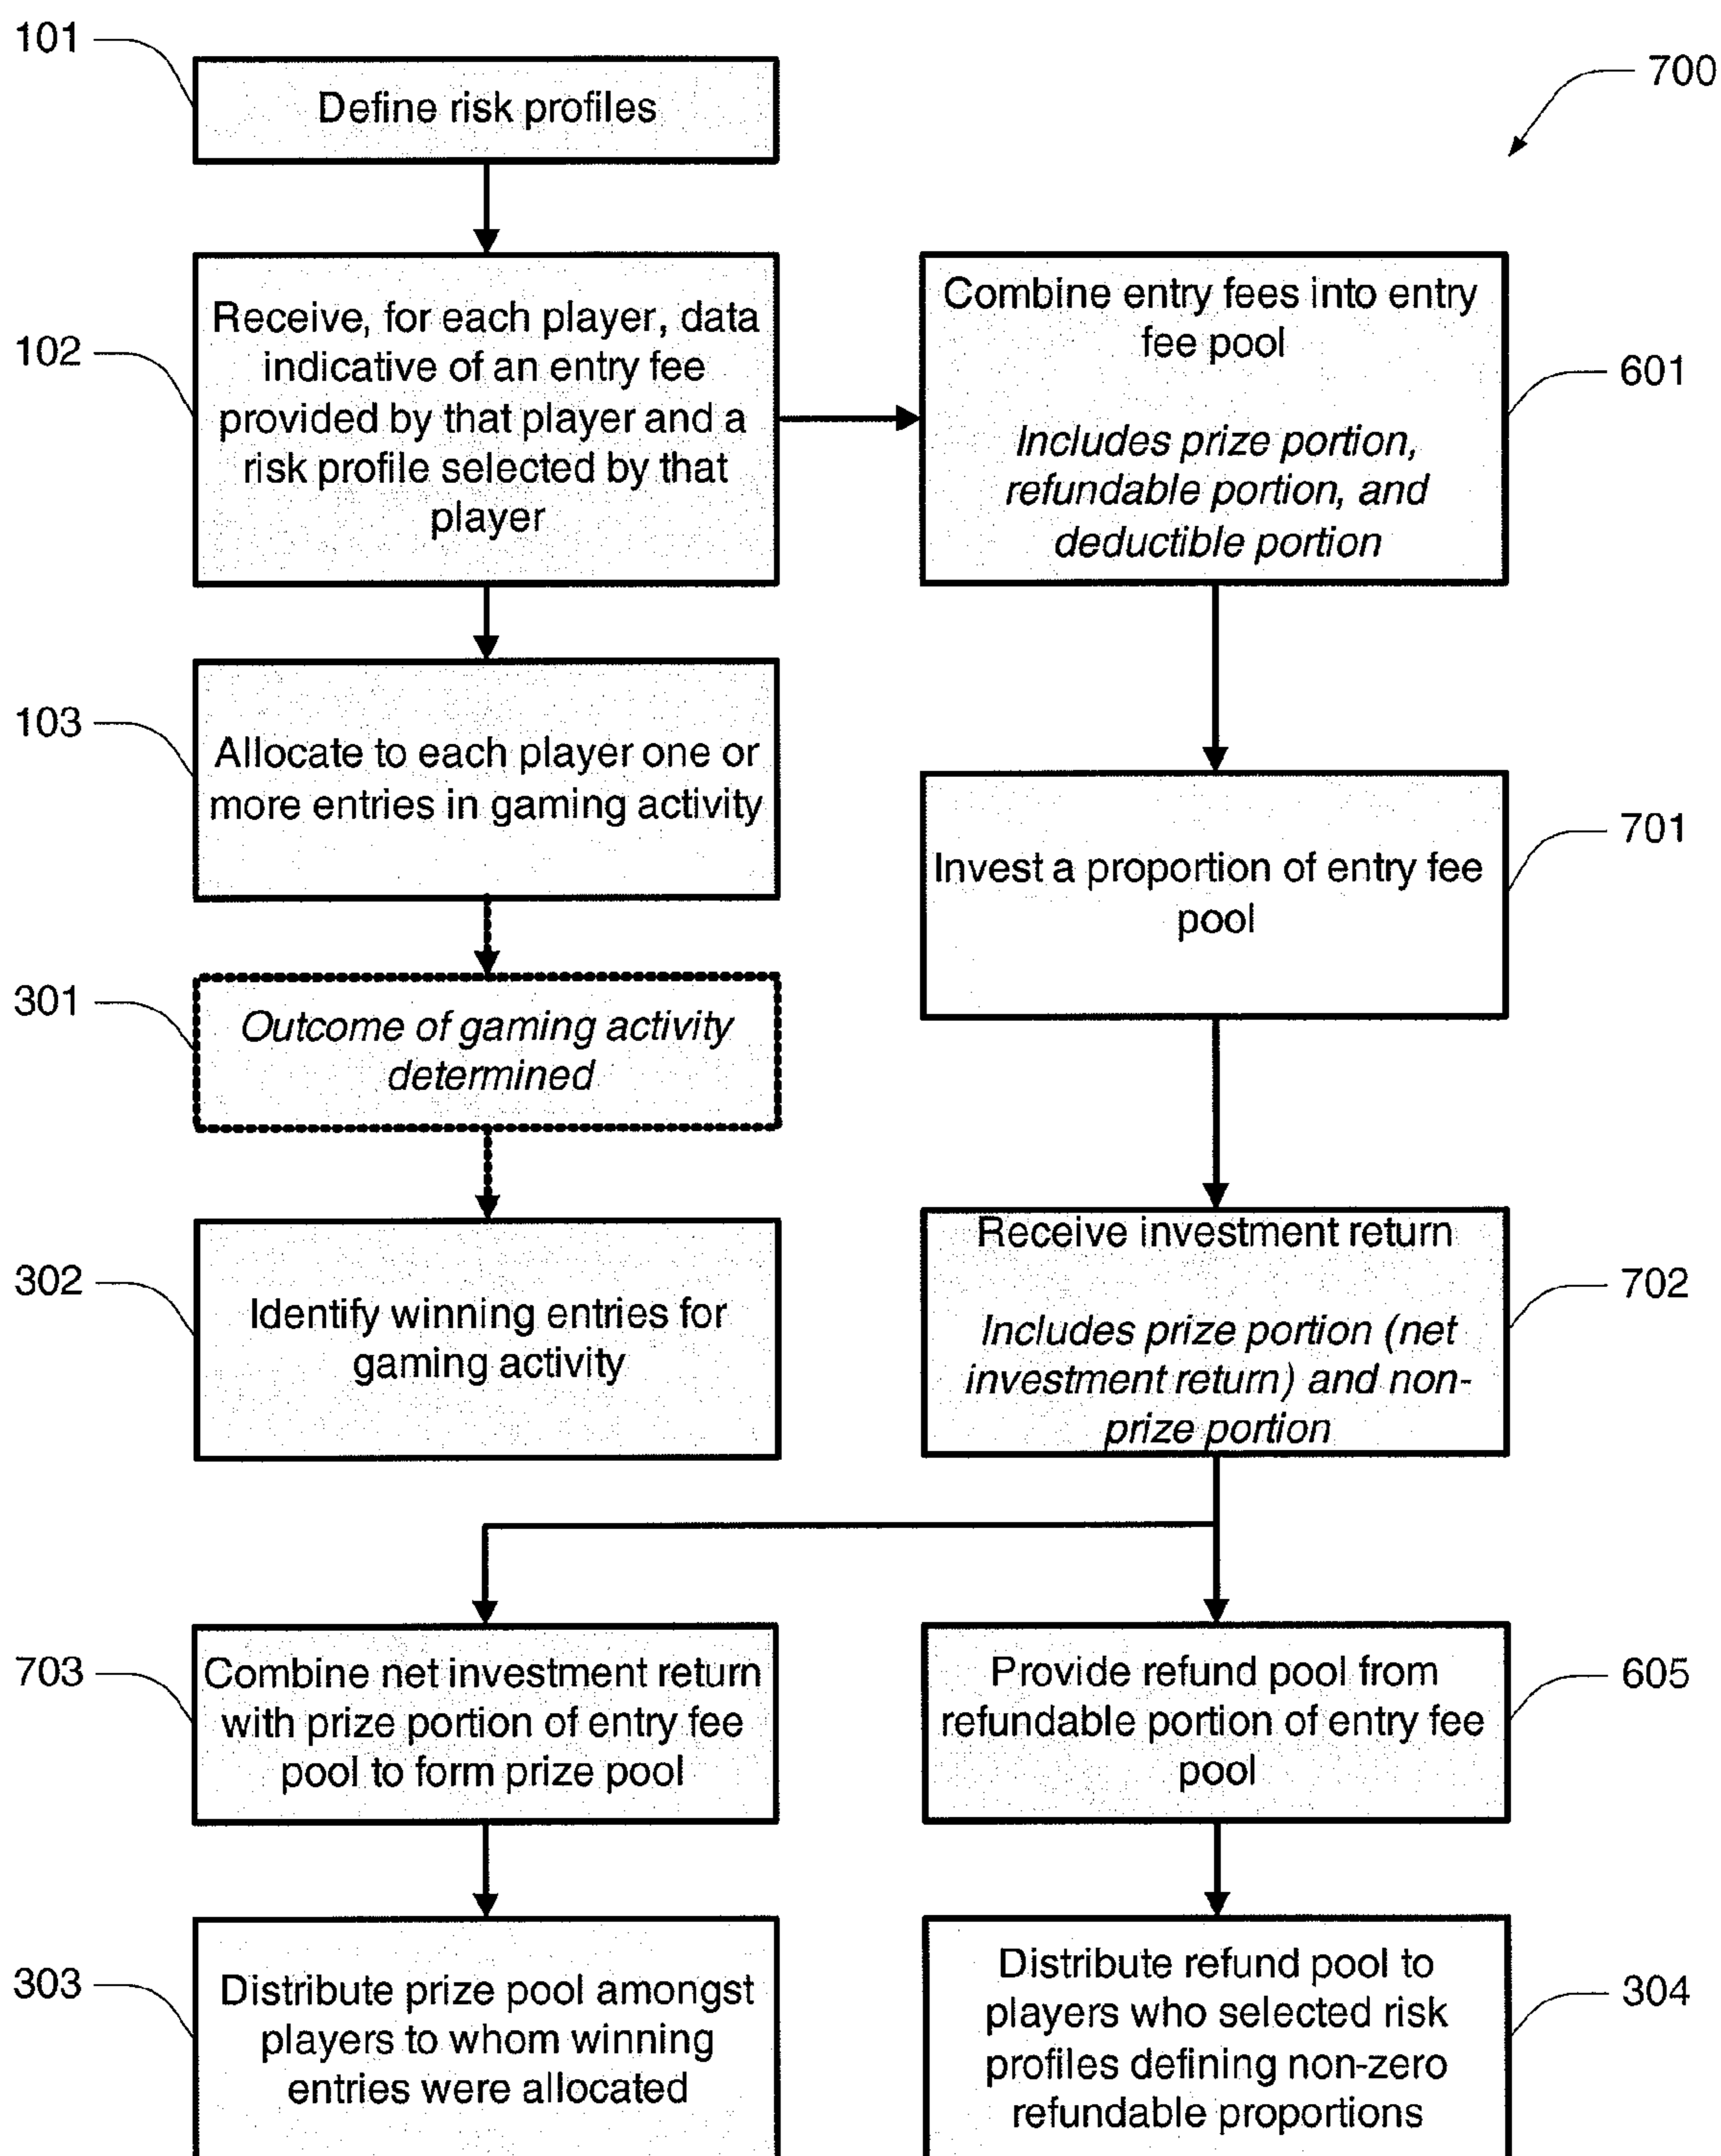 101
Define risk profiles
700
102
Receive, for each player, data
indicative of an entry fee
provided by that player and a
risk profile selected by that
player
Combine entry fees into entry
fee pool
Includes prize portion,
refundable portion, and
deductible portion
601
103
Allocate to each player one or
more entries in gaming activity
Invest a proportion of entry fee
pool
701
301
Outcome of gaming activity
determined
302
Identify winning entries for
gaming activity
Receive investment return
Includes prize portion (net
investment return) and non-
prize portion
702
703
Combine net investment return
with prize portion of entry fee
pool to form prize pool
Provide refund pool from
refundable portion of entry fee
pool
605
303
Distribute prize pool amongst
players to whom winning
entries were allocated
Distribute refund pool to
players who selected risk
profiles defining non-zero
refundable proportions
304